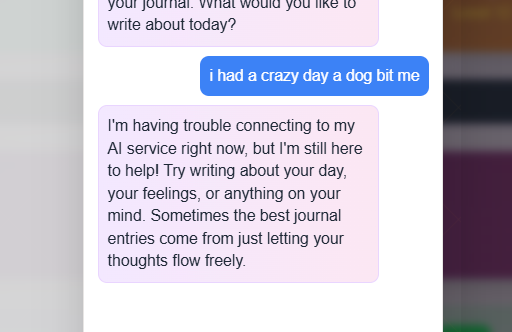 your journal. What would you like to
write about today?
i had a crazy day a dog bit me
I'm having trouble connecting to my
AI service right now, but I'm still here
to help! Try writing about your day,
your feelings, or anything on your
mind. Sometimes the best journal
entries come from just letting your
thoughts flow freely.